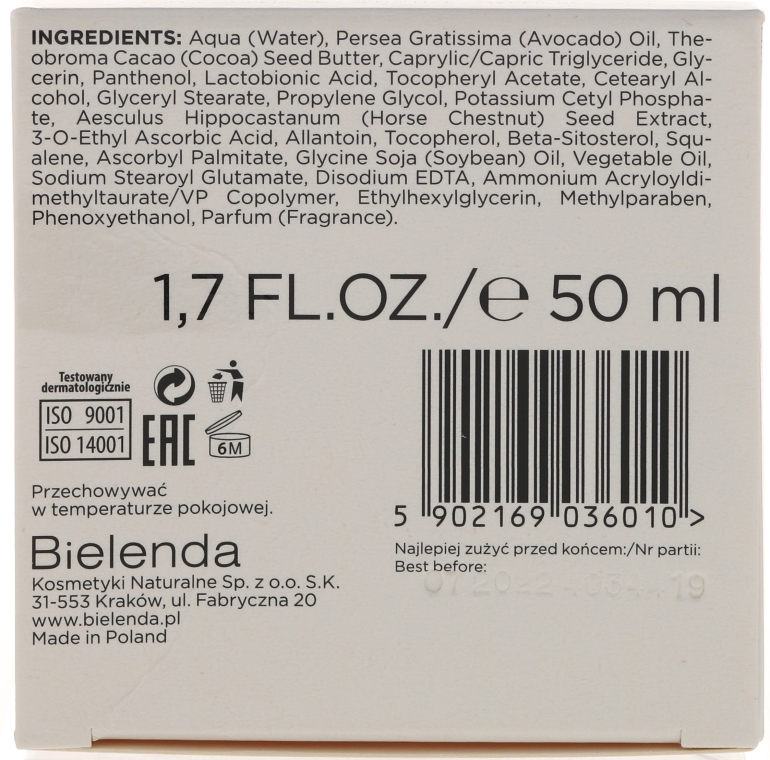 INGREDIENTS: Aqua (Water), Persea Gratissima (Avocado) Oil, The-
obroma Cacao (Cocoa) Seed Butter, Caprylic/Capric Triglyceride, Gly-
cerin, Panthenol, Lactobionic Acid, Tocopheryl Acetate, Cetearyl Al-
cohol, Glyceryl Stearate, Propylene Glycol, Potassium Cetyl Phospha-
te, Aesculus Hippocastanum (Horse Chestnut) Seed Extract,
3-O-Ethyl Ascorbic Acid, Allantoin, Tocopherol, Beta-Sitosterol, Squ-
alene, Ascorbyl Palmitate, Glycine Soja (Soybean) Oil, Vegetable Oil,
Sodium Stearoyl Glutamate, Disodium EDTA, Ammonium Acryloyldi-
methyltaurate/VP Copolymer, Ethylhexylglycerin, Methylparaben,
Phenoxyethanol, Parfum (Fragrance).
1,7 FL.OZ./℮ 50 ml
Testowany
dermatologicznie
ISO 9001
ISO 14001
EAC
6M
Przechowywać
w temperaturze pokojowej.
Bielenda
Kosmetyki Naturalne Sp. z o.o. S.K.
31-553 Kraków, ul. Fabryczna 20
www.bielenda.pl
Made in Poland
5 902169 036010 >
Najlepiej zużyć przed końcem:/Nr partii:
Best before:
07 2022 19